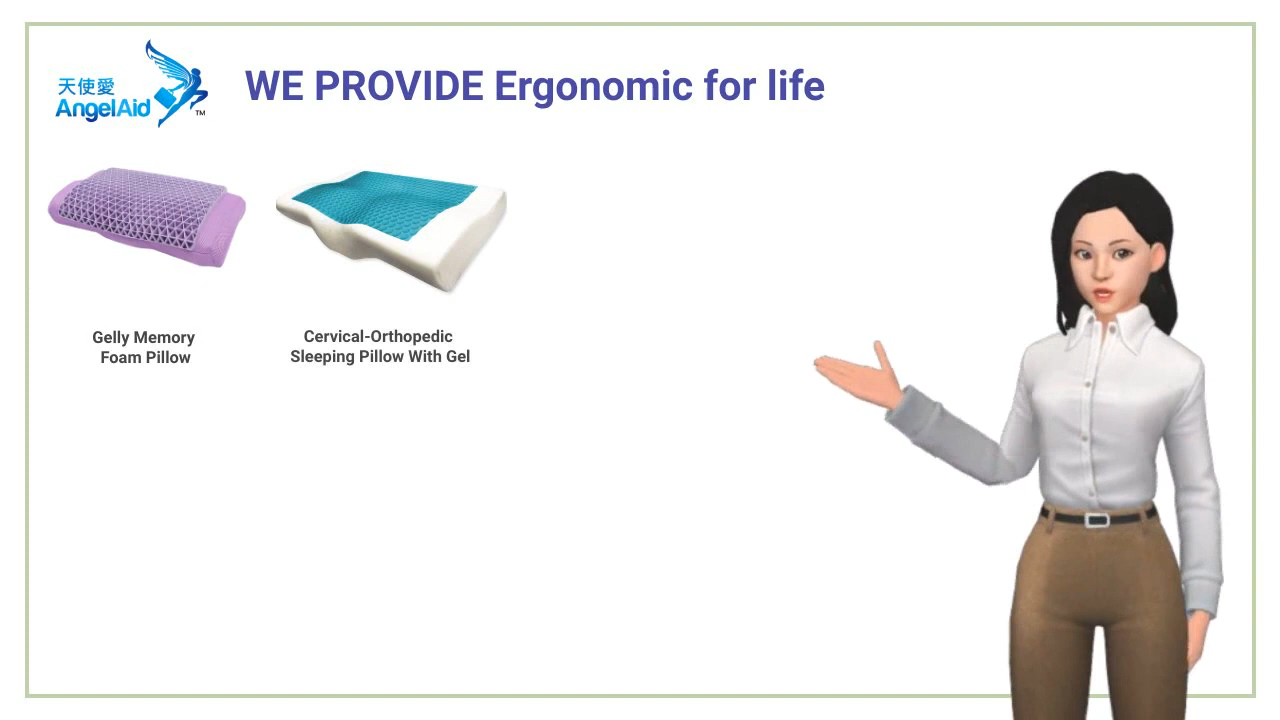 天使愛
AngelAid
TM
WE PROVIDE Ergonomic for life
Gelly Memory
Foam Pillow
Cervical-Orthopedic
Sleeping Pillow With Gel